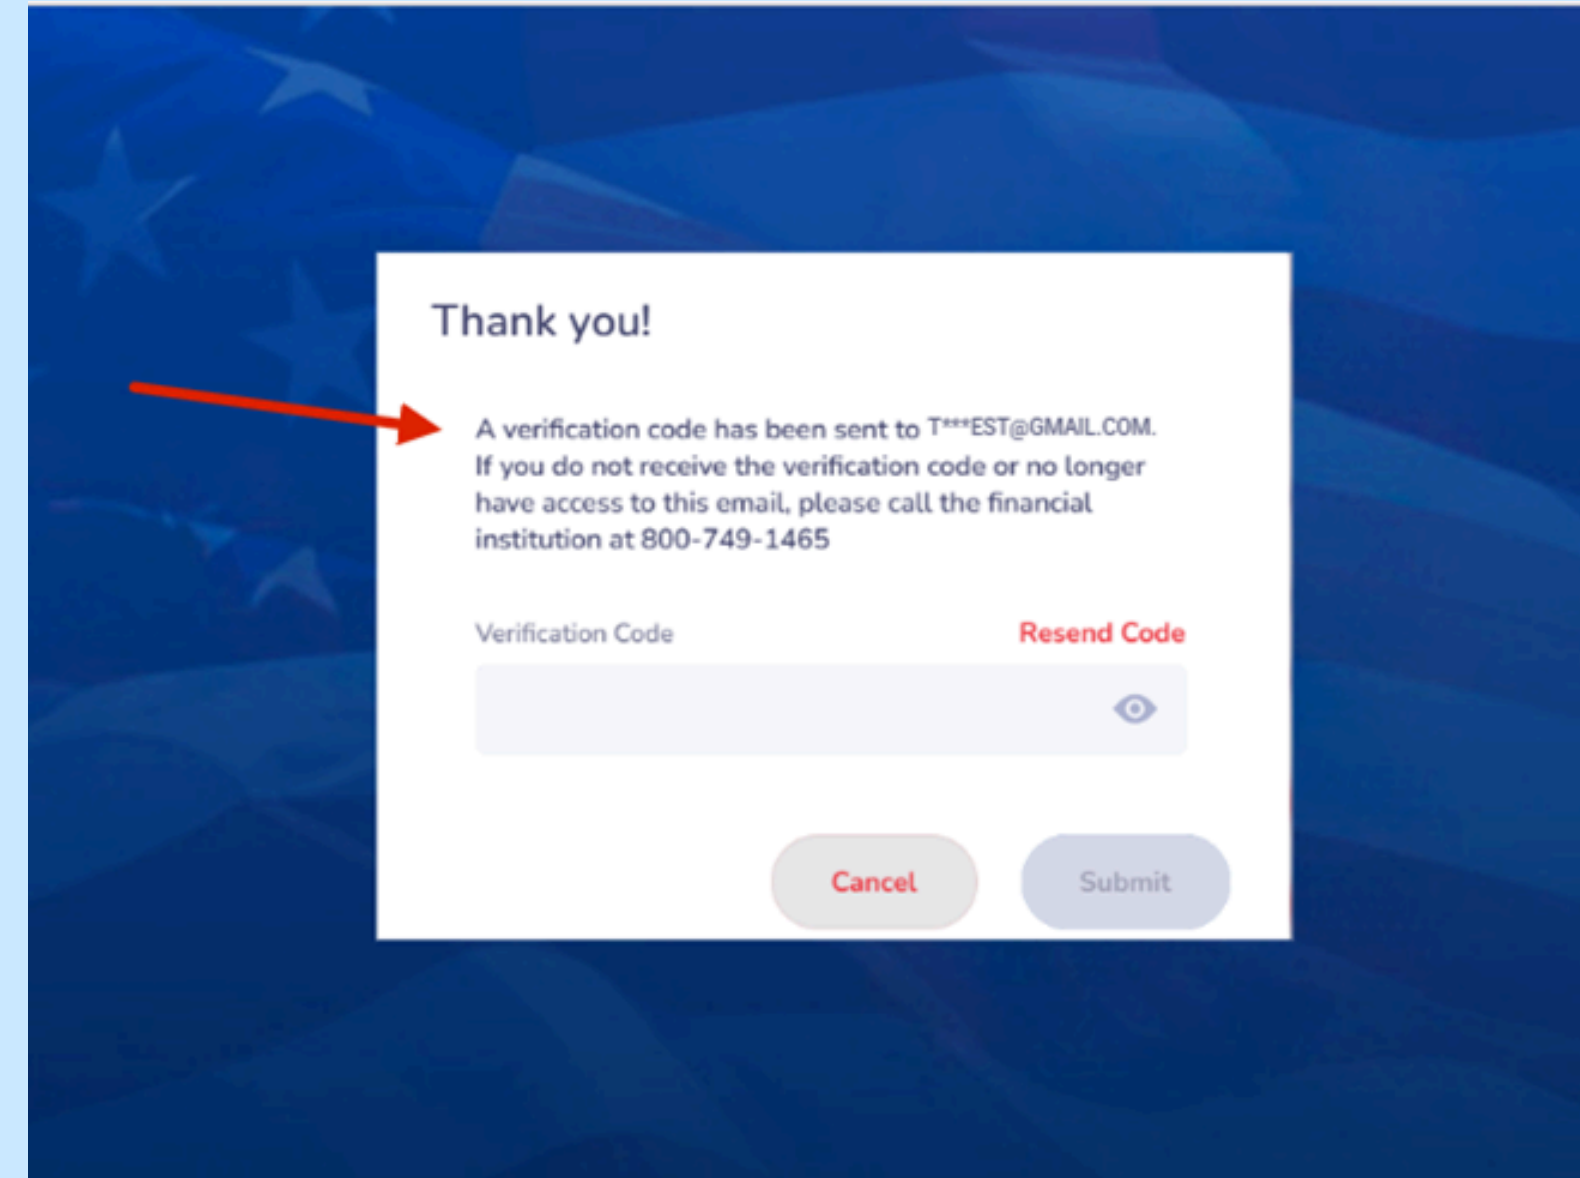 Thank you!
A verification code has been sent to T***EST@GMAIL.COM.
If you do not receive the verification code or no longer
have access to this email, please call the financial
institution at 800-749-1465
Verification Code
Resend Code
Cancel
Submit